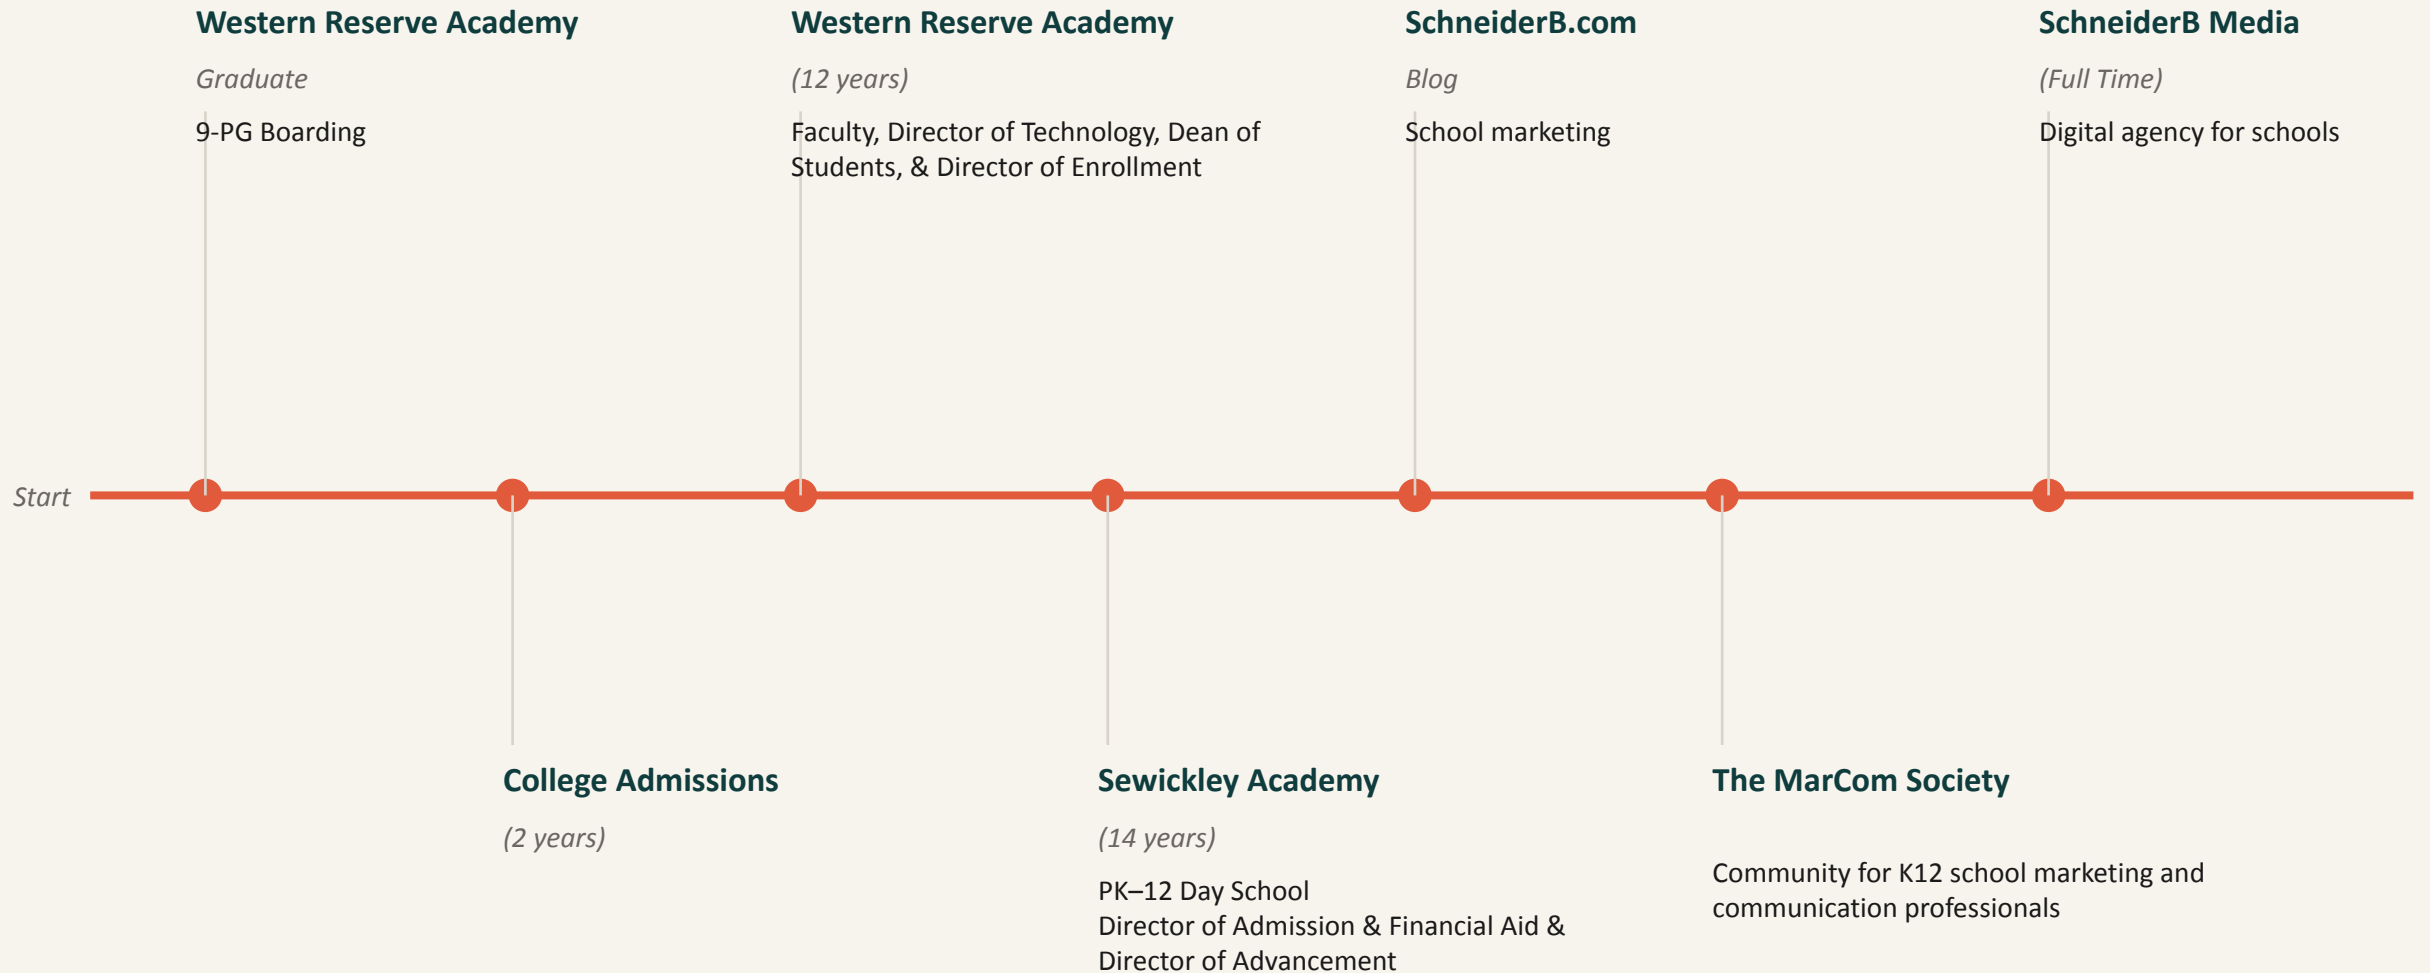 Western Reserve Academy
Graduate
9-PG Boarding
Western Reserve Academy
(12 years)
Faculty, Director of Technology, Dean of
Students, & Director of Enrollment
SchneiderB.com
Blog
School marketing
SchneiderB Media
(Full Time)
Digital agency for schools
Start
College Admissions
(2 years)
Sewickley Academy
(14 years)
PK–12 Day School
Director of Admission & Financial Aid &
Director of Advancement
The MarCom Society
Community for K12 school marketing and
communication professionals